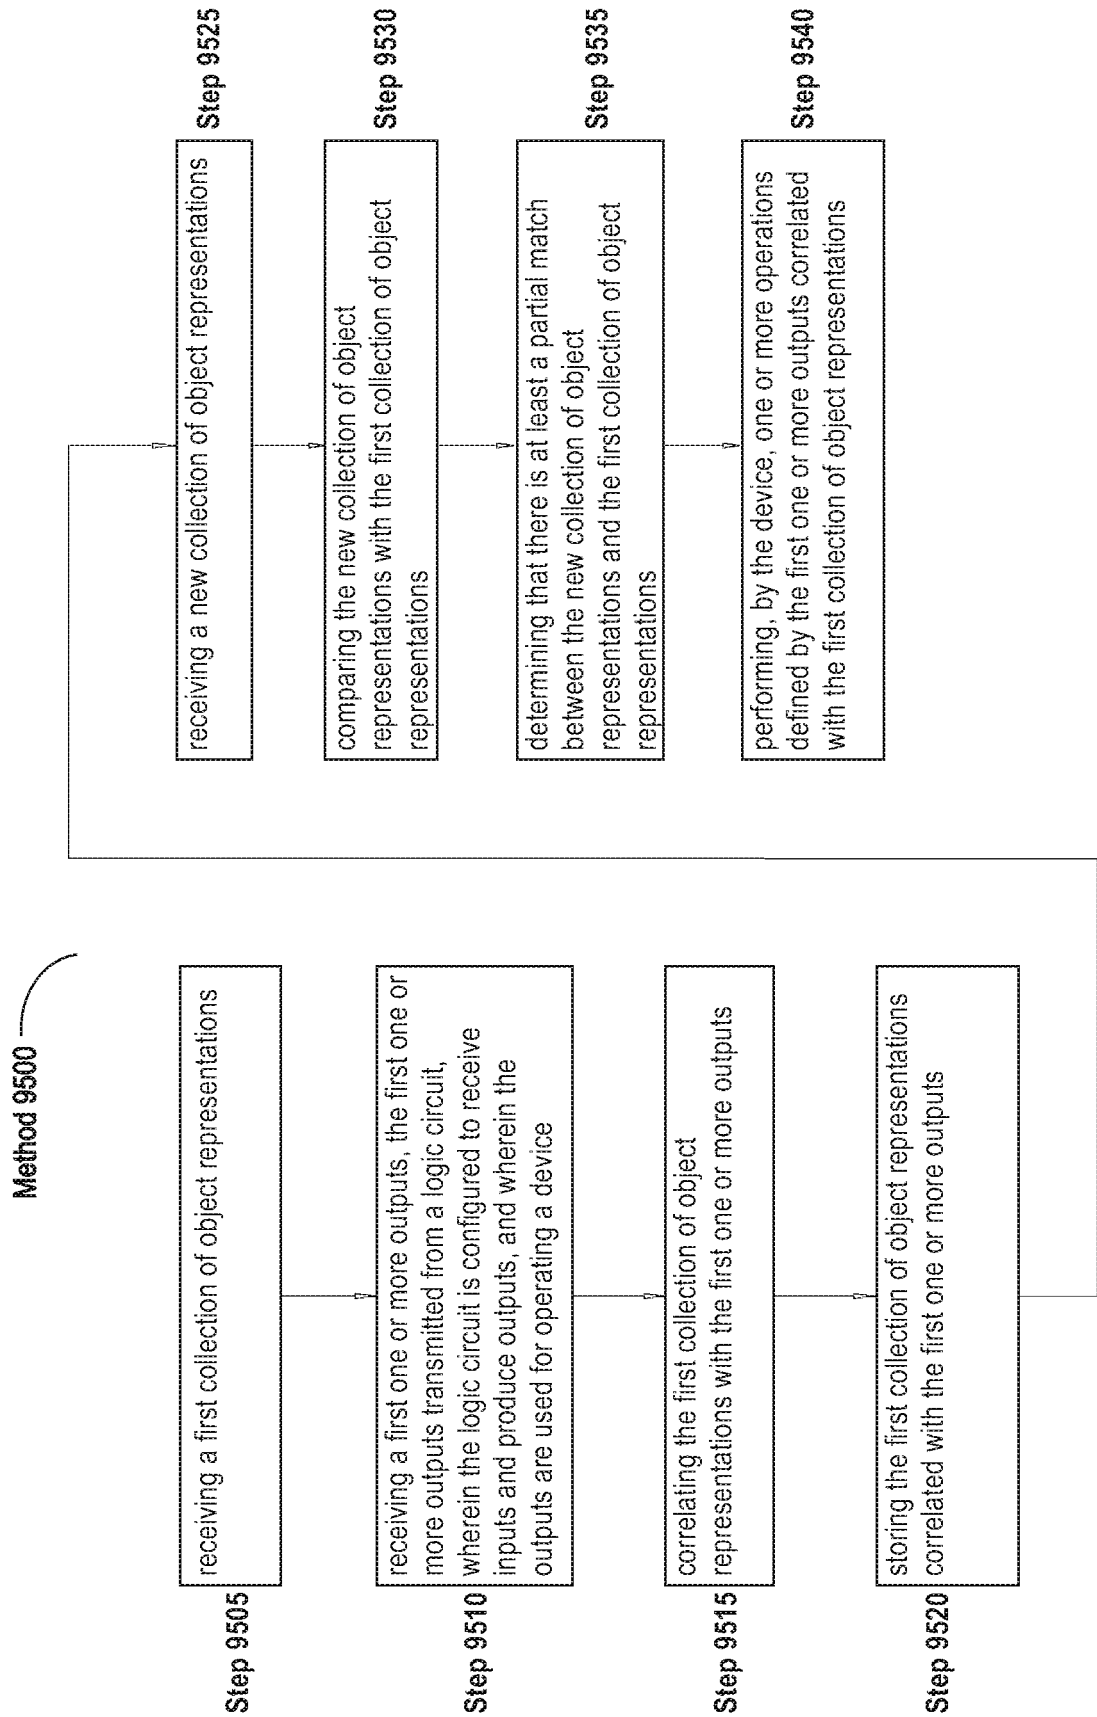 Method 9500
Step 9505
receiving a first collection of object representations
Step 9510
receiving a first one or more outputs, the first one or
more outputs transmitted from a logic circuit,
wherein the logic circuit is configured to receive
inputs and produce outputs, and wherein the
outputs are used for operating a device
Step 9515
correlating the first collection of object
representations with the first one or more outputs
Step 9520
storing the first collection of object representations
correlated with the first one or more outputs
receiving a new collection of object representations
Step 9525
comparing the new collection of object
representations with the first collection of object
representations
Step 9530
determining that there is at least a partial match
between the new collection of object
representations and the first collection of object
representations
Step 9535
performing, by the device, one or more operations
defined by the first one or more outputs correlated
with the first collection of object representations
Step 9540